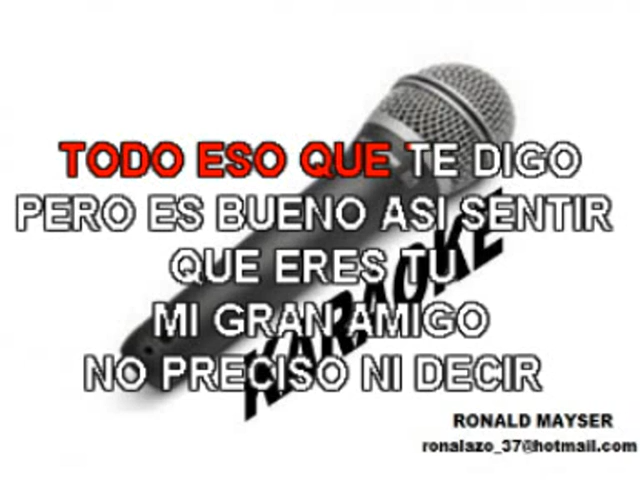 TODO ESO QUE TE DIGO
PERO ES BUENO ASI SENTIR
QUE ERES TU
MI GRAN AMIGO
NO PRECISO NI DECIR
KARAOKE
RONALD MAYSER
ronalazo_37@hotmail.com